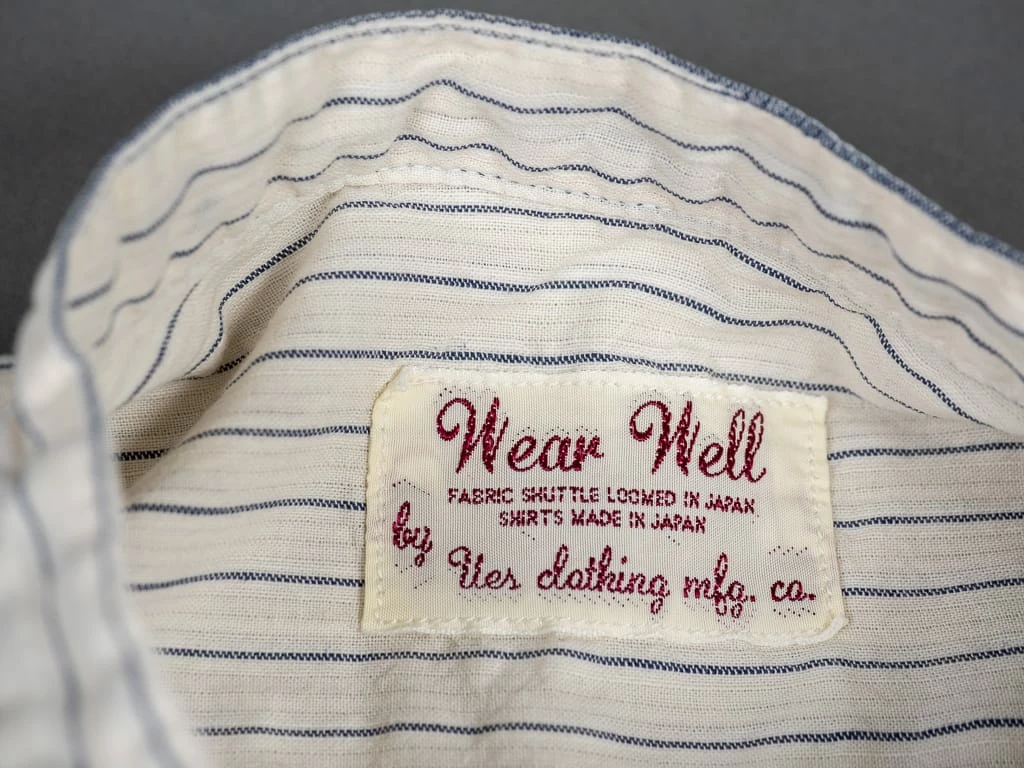 Wear Well
FABRIC SHUTTLE LOOMED IN JAPAN
SHIRTS MADE IN JAPAN
by
Ues clothing mfg. co.